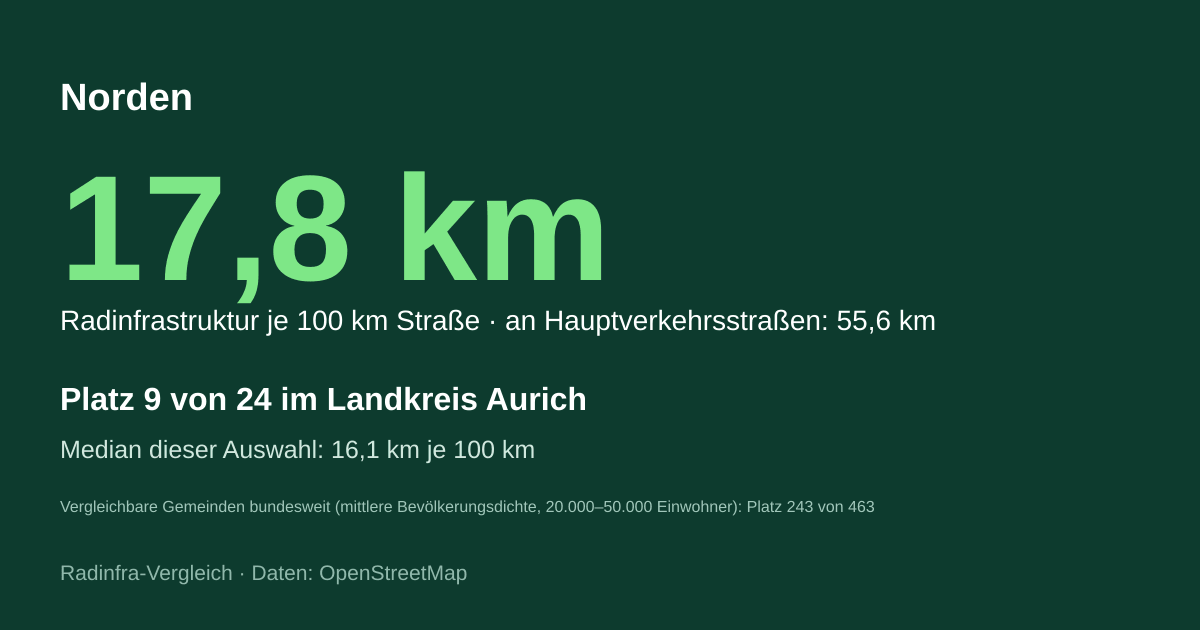 Norden
17,8 km
Radinfrastruktur je 100 km Straße · an Hauptverkehrsstraßen: 55,6 km
Platz 9 von 24 im Landkreis Aurich
Median dieser Auswahl: 16,1 km je 100 km
Vergleichbare Gemeinden bundesweit (mittlere Bevölkerungsdichte, 20.000–50.000 Einwohner): Platz 243 von 463
Radinfra-Vergleich · Daten: OpenStreetMap